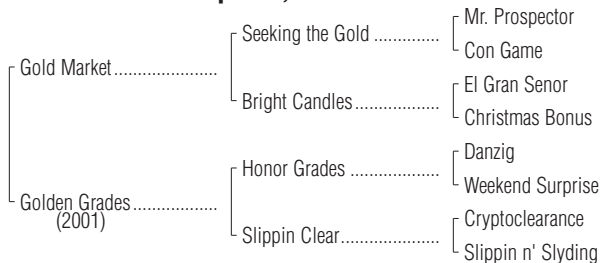 Mr. Prospector
Seeking the Gold ..............
Con Game
Gold Market......................
El Gran Senor
Bright Candles..................
Christmas Bonus
Danzig
Honor Grades ...................
Weekend Surprise
Golden Grades..................
(2001)
Cryptoclearance
Slippin Clear.....................
Slippin n' Slyding